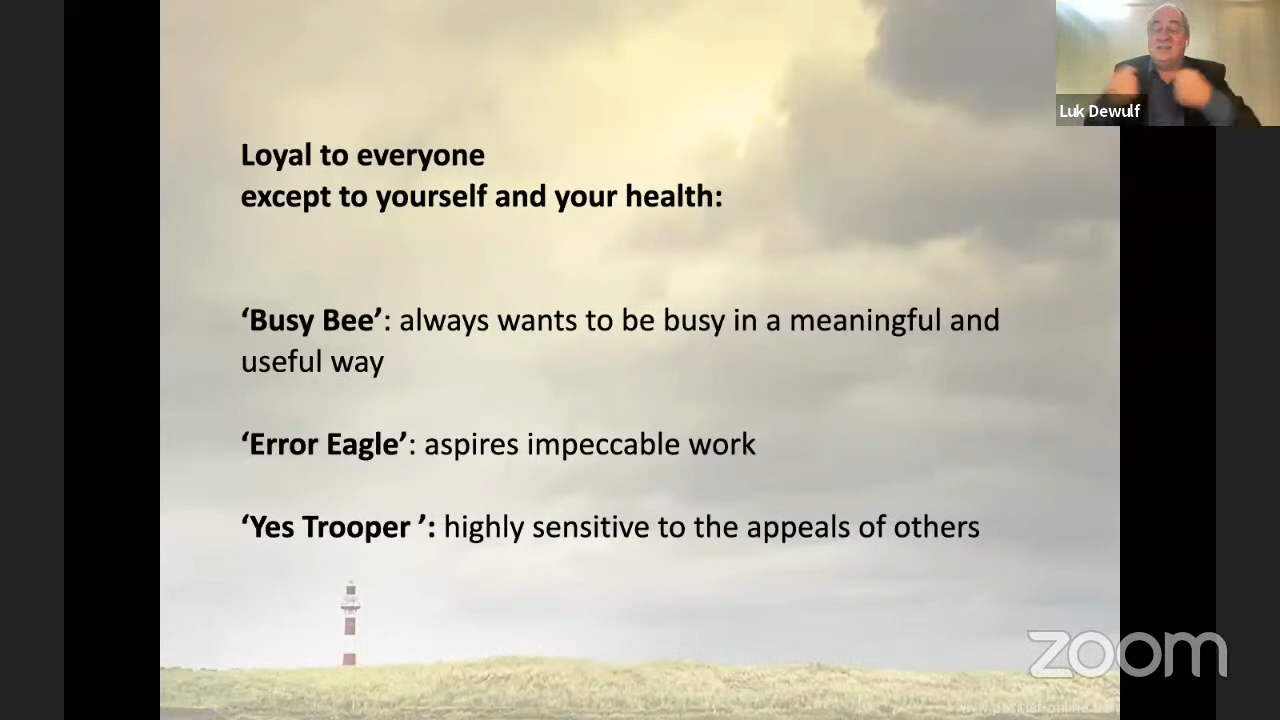 Luk Dewulf
Loyal to everyone
except to yourself and your health:
‘Busy Bee’: always wants to be busy in a meaningful and
useful way
‘Error Eagle’: aspires impeccable work
‘Yes Trooper ’: highly sensitive to the appeals of others
zoom